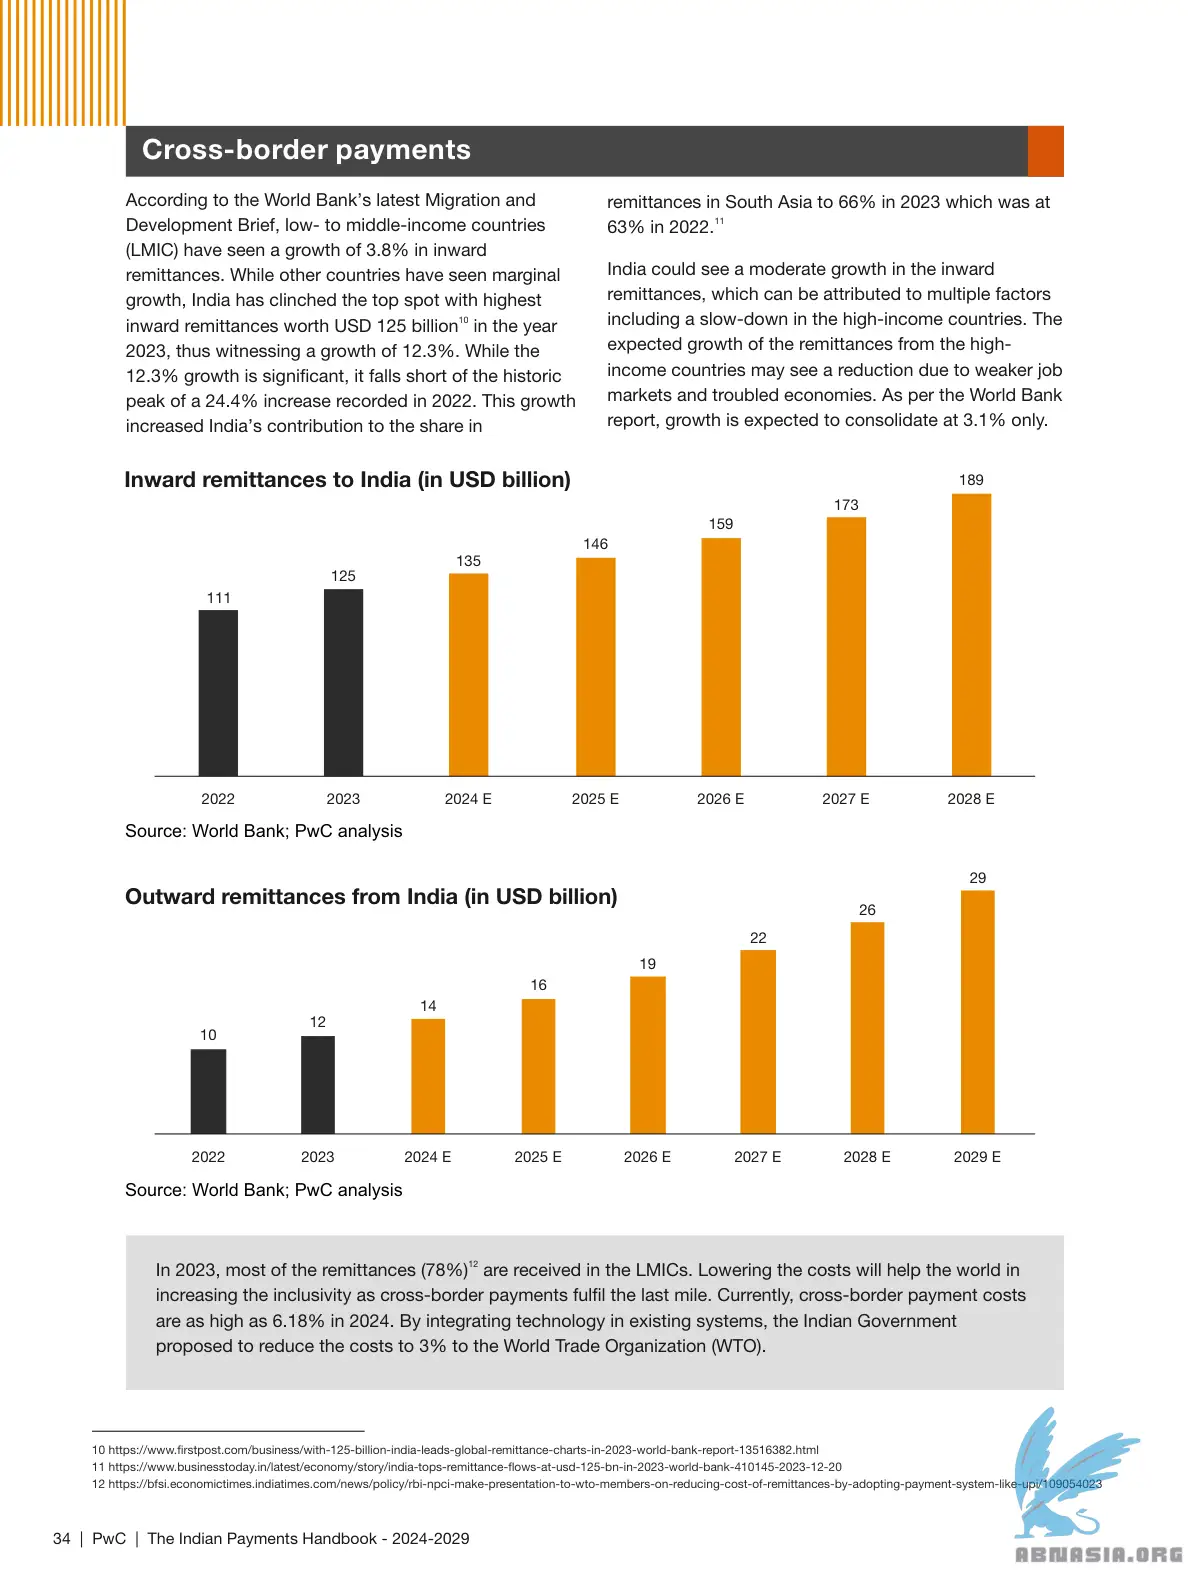 Cross-border payments
According to the World Bank’s latest Migration and
Development Brief, low- to middle-income countries
(LMIC) have seen a growth of 3.8% in inward
remittances. While other countries have seen marginal
growth, India has clinched the top spot with highest
inward remittances worth USD 125 billion10 in the year
2023, thus witnessing a growth of 12.3%. While the
12.3% growth is significant, it falls short of the historic
peak of a 24.4% increase recorded in 2022. This growth
increased India’s contribution to the share in
remittances in South Asia to 66% in 2023 which was at
63% in 2022.11
India could see a moderate growth in the inward
remittances, which can be attributed to multiple factors
including a slow-down in the high-income countries. The
expected growth of the remittances from the high-
income countries may see a reduction due to weaker job
markets and troubled economies. As per the World Bank
report, growth is expected to consolidate at 3.1% only.
Inward remittances to India (in USD billion)
111
125
135
146
159
173
189
2022
2023
2024 E
2025 E
2026 E
2027 E
2028 E
Source: World Bank; PwC analysis
Outward remittances from India (in USD billion)
10
12
14
16
19
22
26
29
2022
2023
2024 E
2025 E
2026 E
2027 E
2028 E
2029 E
Source: World Bank; PwC analysis
In 2023, most of the remittances (78%)12 are received in the LMICs. Lowering the costs will help the world in
increasing the inclusivity as cross-border payments fulfil the last mile. Currently, cross-border payment costs
are as high as 6.18% in 2024. By integrating technology in existing systems, the Indian Government
proposed to reduce the costs to 3% to the World Trade Organization (WTO).
10 https://www.firstpost.com/business/with-125-billion-india-leads-global-remittance-charts-in-2023-world-bank-report-13516382.html
11 https://www.businesstoday.in/latest/economy/story/india-tops-remittance-flows-at-usd-125-bn-in-2023-world-bank-410145-2023-12-20
12 https://bfsi.economictimes.indiatimes.com/news/policy/rbi-npci-make-presentation-to-wto-members-on-reducing-cost-of-remittances-by-adopting-payment-system-like-upi/109054023
34 | PwC | The Indian Payments Handbook - 2024-2029
ABNASIA.ORG